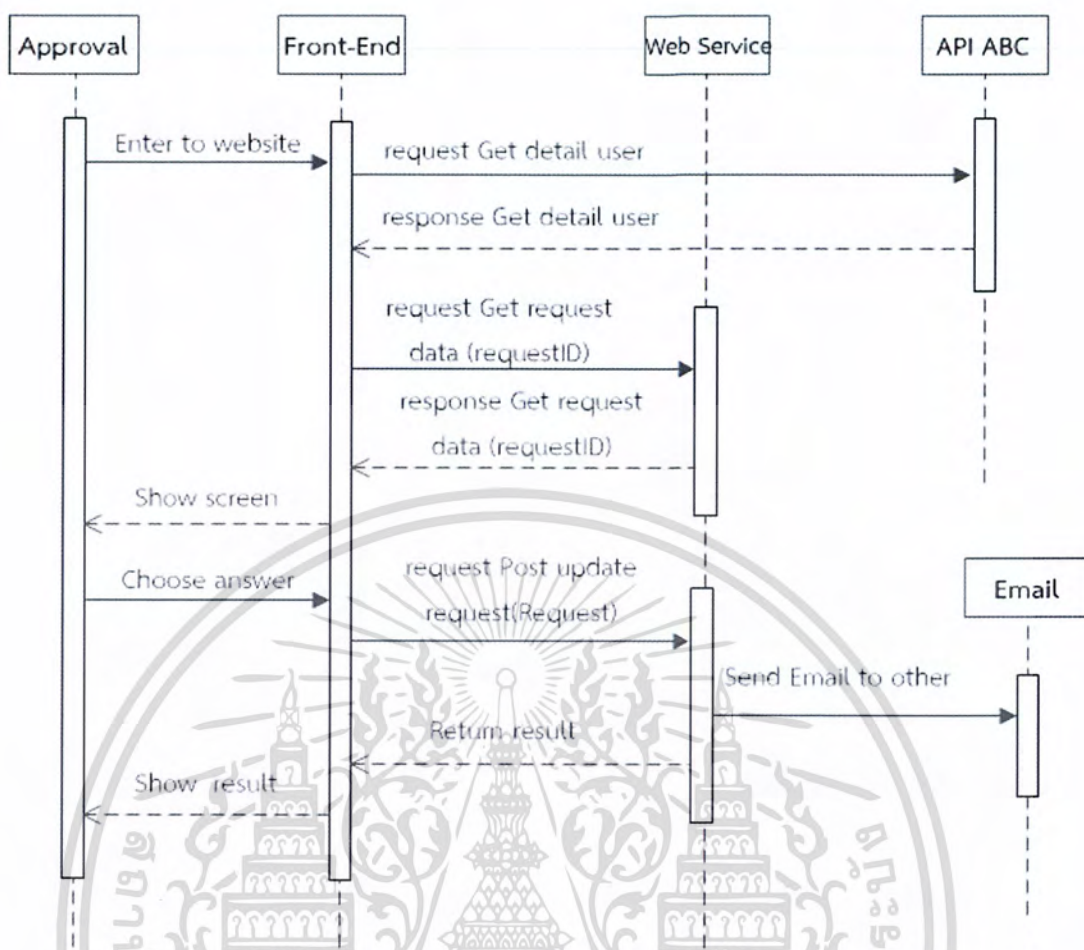 Approval
Front-End
Web Service
API ABC
Enter to website
request Get detail user
response Get detail user
request Get request
data (requestID)
response Get request
data (requestID)
Show screen
Choose answer
request Post update
request(Request)
Email
Send Email to other
Return result
Show result